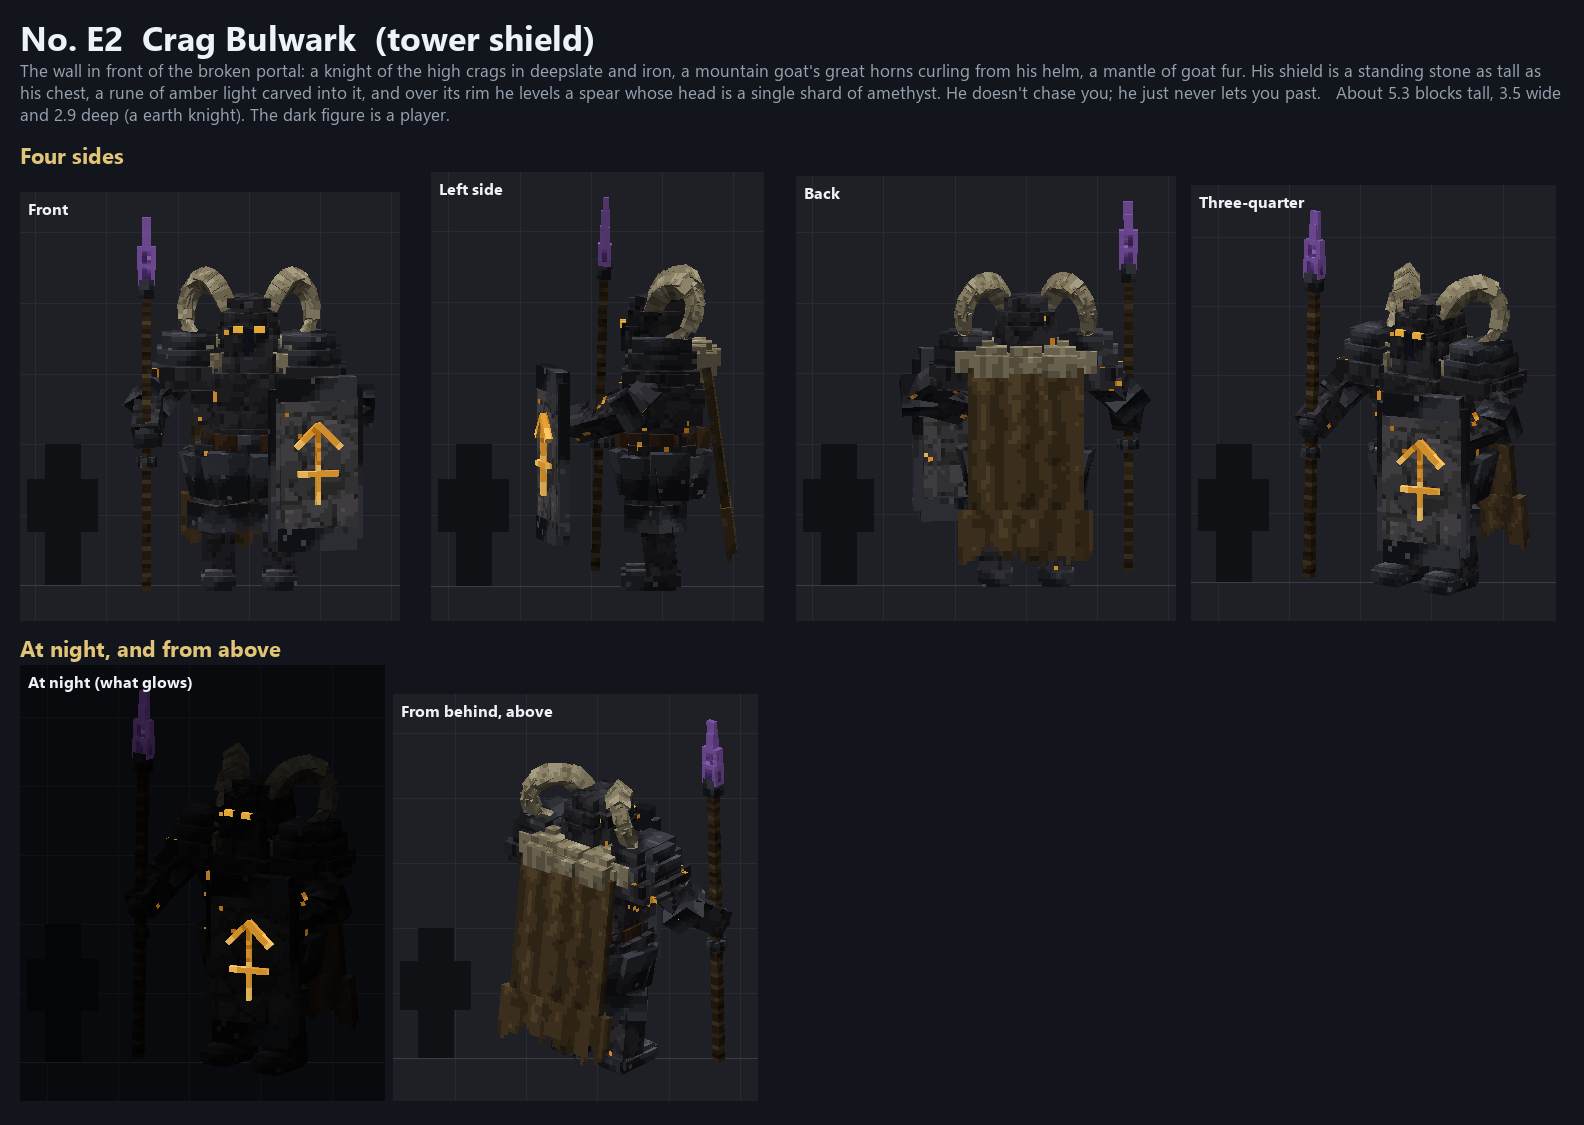 No. E2 Crag Bulwark (tower shield)
The wall in front of the broken portal: a knight of the high crags in deepslate and iron, a mountain goat's great horns curling from his helm, a mantle of goat fur. His shield is a standing stone as tall as
his chest, a rune of amber light carved into it, and over its rim he levels a spear whose head is a single shard of amethyst. He doesn't chase you; he just never lets you past. About 5.3 blocks tall, 3.5 wide
and 2.9 deep (a earth knight). The dark figure is a player.
Four sides
Front
Left side
Back
Three-quarter
At night, and from above
At night (what glows)
From behind, above